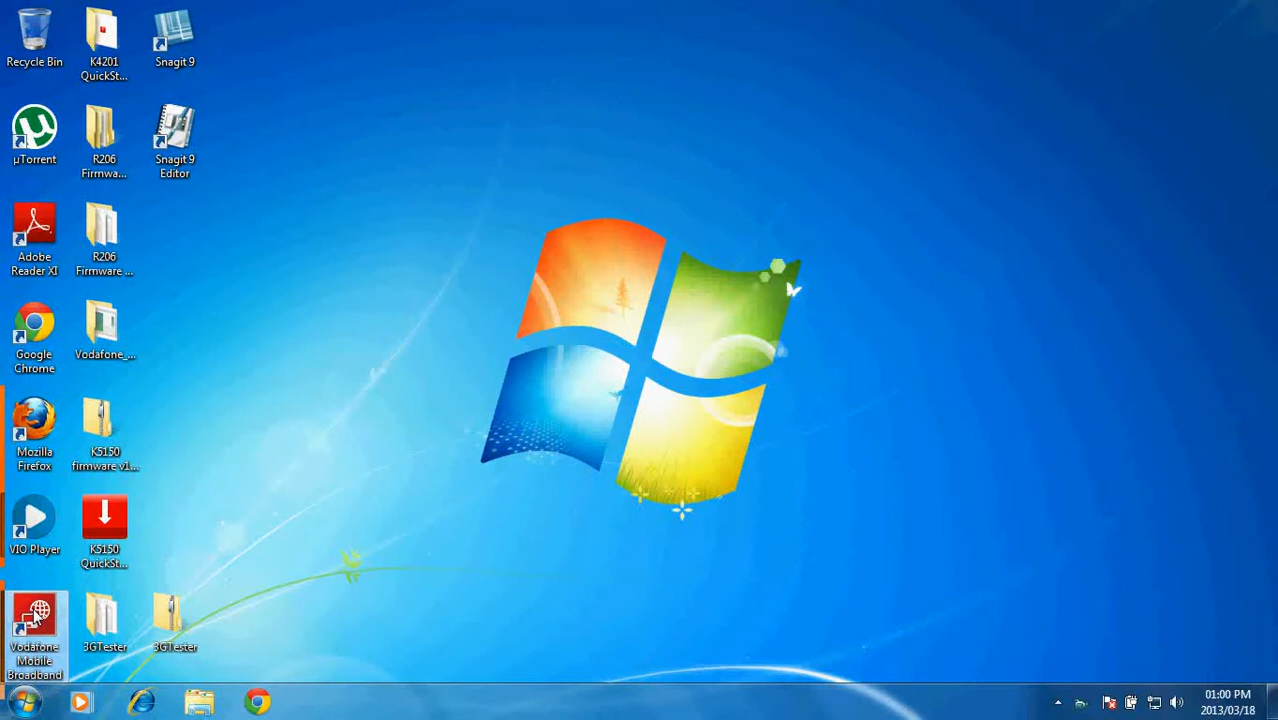 Recycle Bin
K4201
QuickSt...
Snagit 9
µTorrent
R206
Firmwa...
Snagit 9
Editor
Adobe
Reader XI
R206
Firmware ...
Google
Chrome
Vodafone_...
Mozilla
Firefox
K5150
firmware v1...
VIO Player
K5150
QuickSt...
Vodafone
Mobile
Broadband
3GTester
3GTester
01:00 PM
2013/03/18